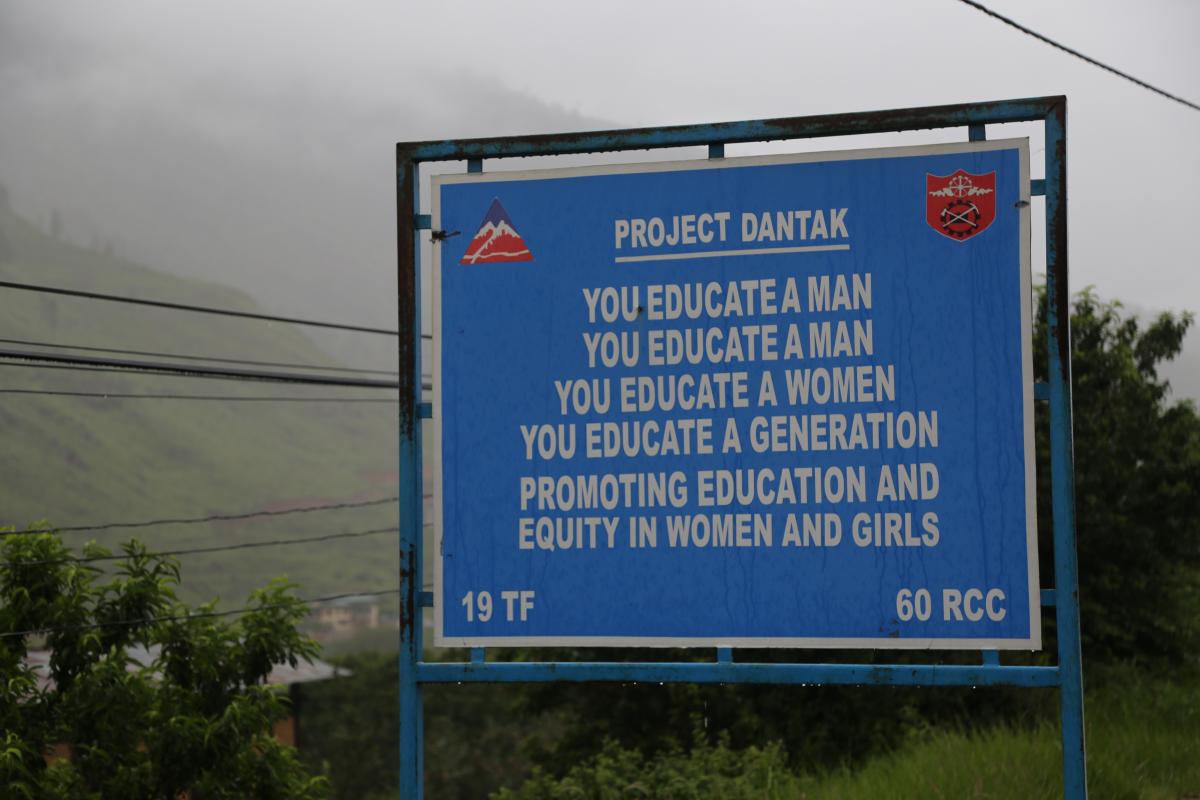 PROJECT DANTAK
YOU EDUCATE A MAN
YOU EDUCATE A MAN
YOU EDUCATE A WOMEN
YOU EDUCATE A GENERATION
PROMOTING EDUCATION AND
EQUITY IN WOMEN AND GIRLS
19 TF
60 RCC